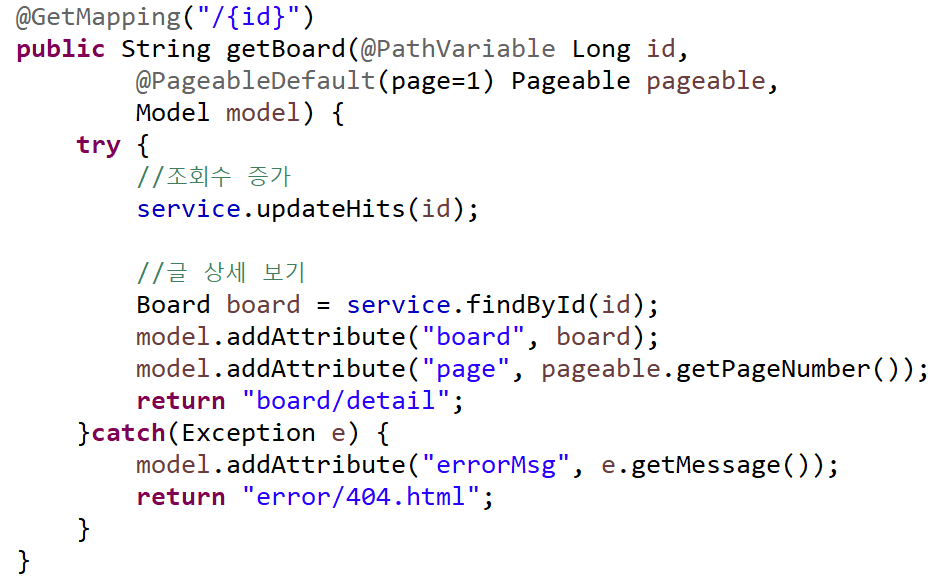 @GetMapping("/{id}")
public String getBoard(@PathVariable Long id,
        @PageableDefault(page=1) Pageable pageable,
        Model model) {
    try {
        //조회수 증가
        service.updateHits(id);

        //글 상세 보기
        Board board = service.findById(id);
        model.addAttribute("board", board);
        model.addAttribute("page", pageable.getPageNumber());
        return "board/detail";
    }catch(Exception e) {
        model.addAttribute("errorMsg", e.getMessage());
        return "error/404.html";
    }
}